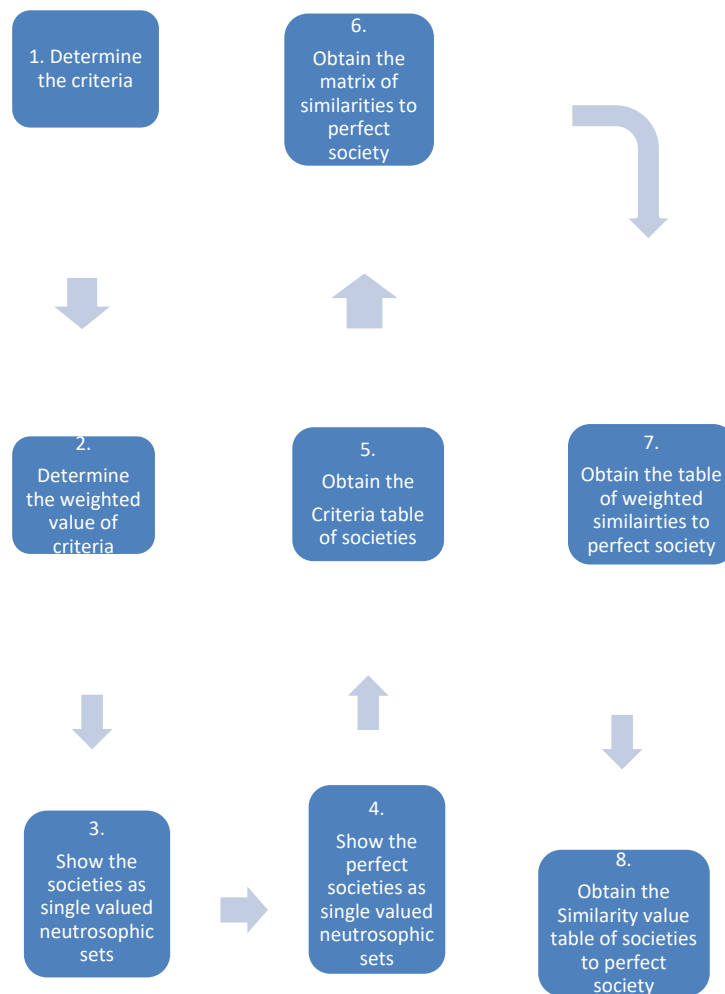 1. Determine
the criteria
2.
Determine
the weighted
value of
criteria
3.
Show the
societies as
single valued
neutrosophic
sets
4.
Show the
perfect
societies as
single valued
neutrosophic
sets
5.
Obtain the
Criteria table
of societies
6.
Obtain the
matrix of
similarities to
perfect
society
7.
Obtain the table
of weighted
similairties to
perfect society
8.
Obtain the
Similarity value
table of societies
to perfect
society